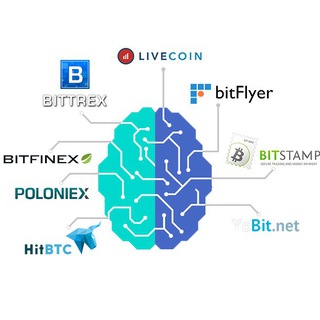 LIVECOIN
BITTREX
bitFlyer
BITFINEX
BITSTAMP
POLONIEX
YoBit.net
HitBTC